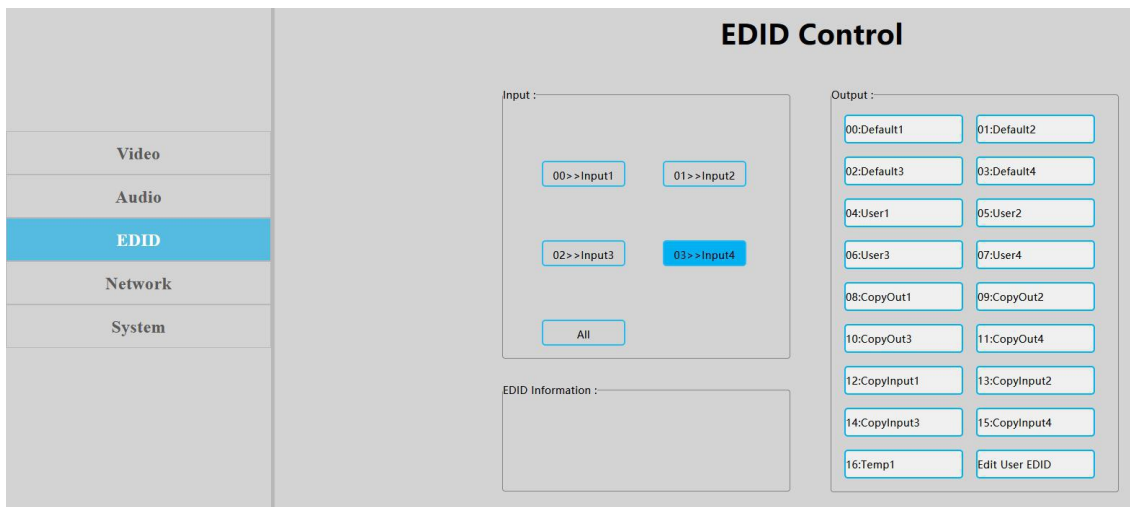 EDID Control
Video
Audio
EDID
Network
System
Input :
00>>Input1
01>>Input2
02>>Input3
03>>Input4
All
EDID Information :
Output :
00:Default1
01:Default2
02:Default3
03:Default4
04:User1
05:User2
06:User3
07:User4
08:CopyOut1
09:CopyOut2
10:CopyOut3
11:CopyOut4
12:CopyInput1
13:CopyInput2
14:CopyInput3
15:CopyInput4
16:Temp1
Edit User EDID